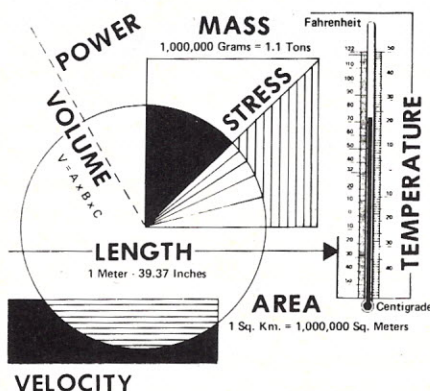 POWER
MASS
1,000,000 Grams = 1.1 Tons
Fahrenheit
STRESS
VOLUME
V = A x B x C
TEMPERATURE
LENGTH
1 Meter - 39.37 Inches
AREA
1 Sq. Km. = 1,000,000 Sq. Meters
Centigrade
VELOCITY